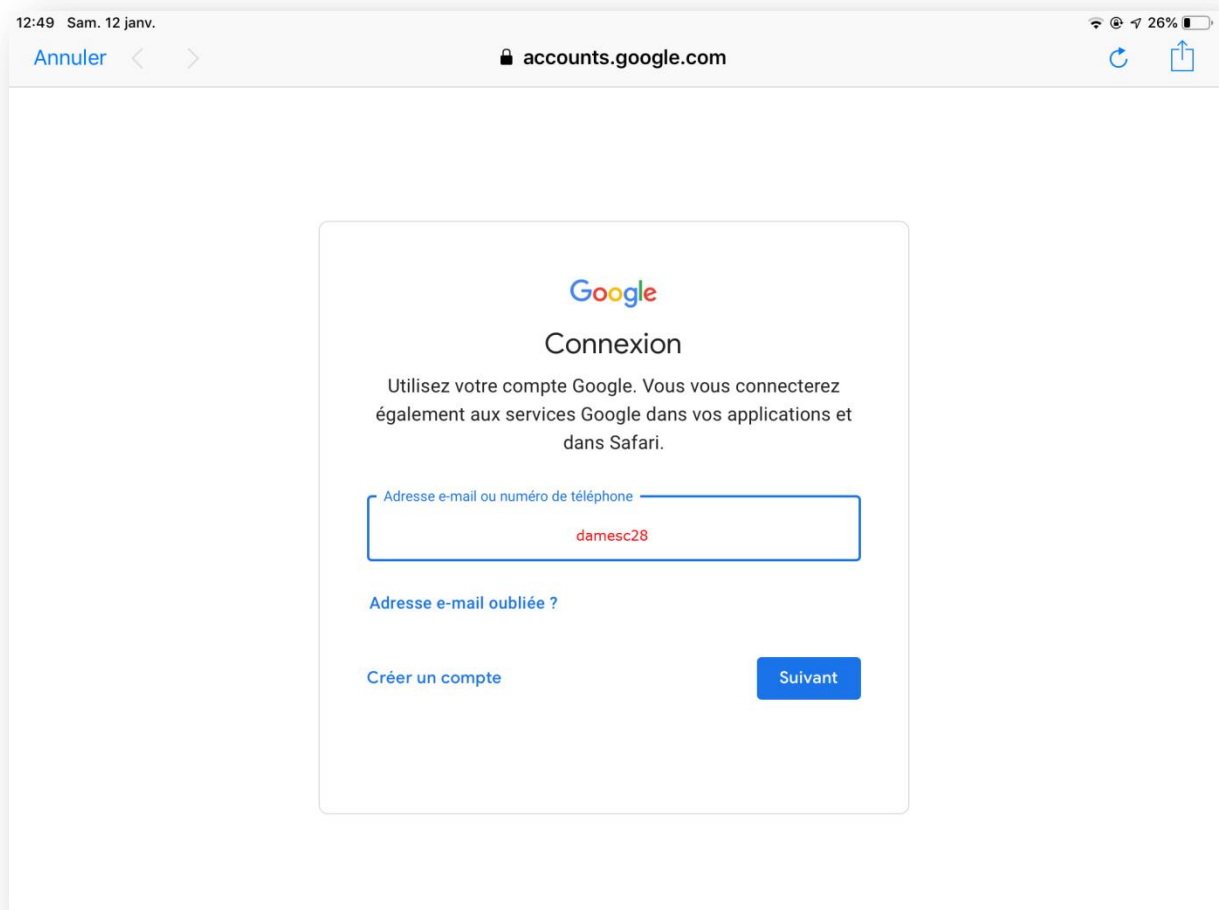 12:49 Sam. 12 janv.
26%
Annuler
accounts.google.com
Google
Connexion
Utilisez votre compte Google. Vous vous connecterez
également aux services Google dans vos applications et
dans Safari.
Adresse e-mail ou numéro de téléphone
damesc28
Adresse e-mail oubliée ?
Créer un compte
Suivant